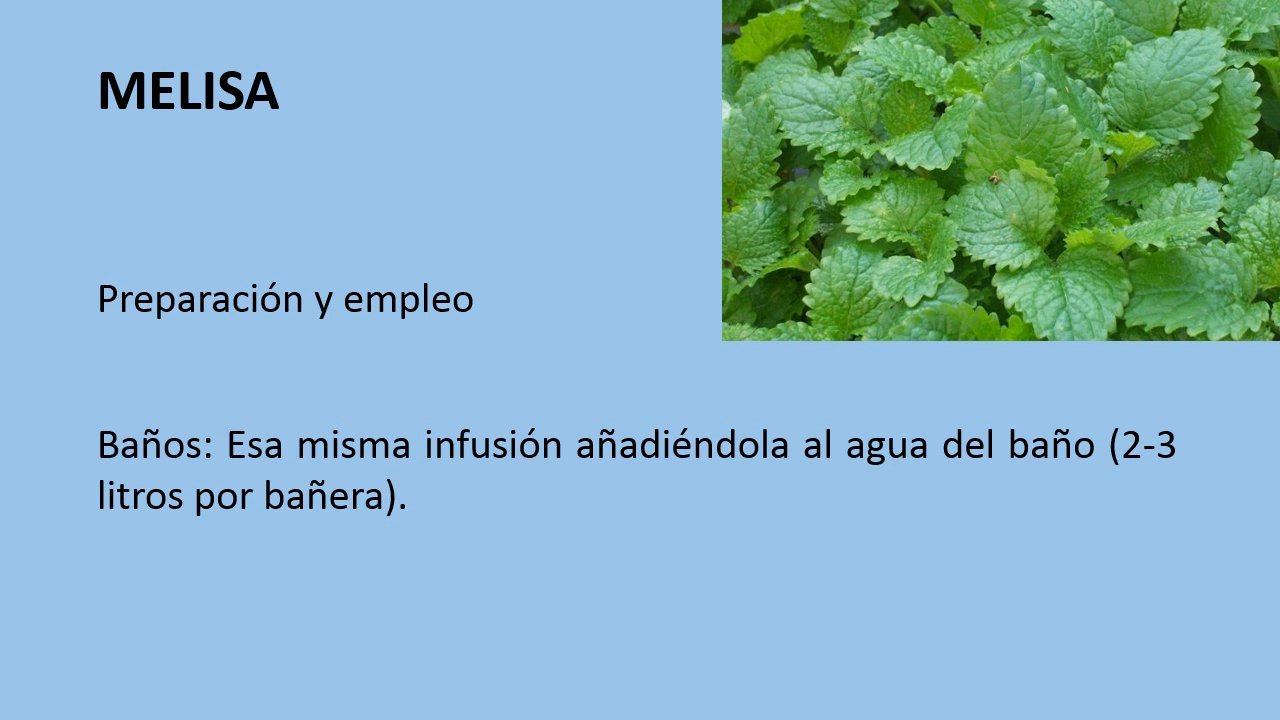 MELISA
Preparación y empleo
Baños: Esa misma infusión añadiéndola al agua del baño (2-3
litros por bañera).